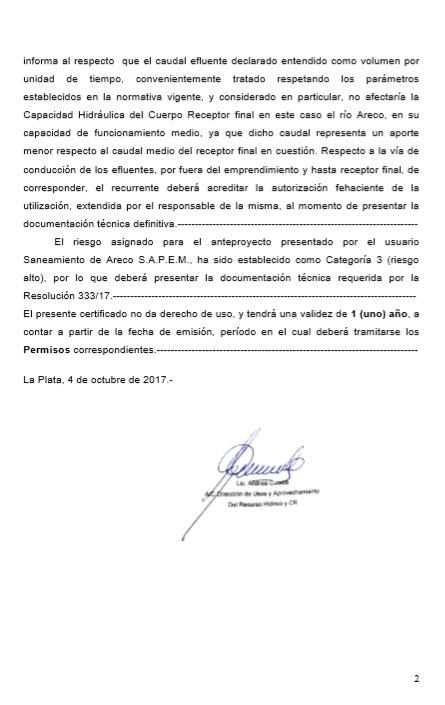 informa al respecto que el caudal efluente declarado entendido como volumen por
unidad de tiempo, convenientemente tratado respetando los parámetros
establecidos en la normativa vigente, y considerado en particular, no afectaría la
Capacidad Hidráulica del Cuerpo Receptor final en este caso el río Areco, en su
capacidad de funcionamiento medio, ya que dicho caudal representa un aporte
menor respecto al caudal medio del receptor final en cuestión. Respecto a la vía de
conducción de los efluentes, por fuera del emprendimiento y hasta receptor final, de
corresponder, el recurrente deberá acreditar la autorización fehaciente de la
utilización, extendida por el responsable de la misma, al momento de presentar la
documentación técnica definitiva.----------------------------------------------------------------------
El riesgo asignado para el anteproyecto presentado por el usuario
Saneamiento de Areco S.A.P.E.M., ha sido establecido como Categoría 3 (riesgo
alto), por lo que deberá presentar la documentación técnica requerida por la
Resolución 333/17.----------------------------------------------------------------------------------------
El presente certificado no da derecho de uso, y tendrá una validez de 1 (uno) año, a
contar a partir de la fecha de emisión, período en el cual deberá tramitarse los
Permisos correspondientes.----------------------------------------------------------------------------
La Plata, 4 de octubre de 2017.-
Lic. Andrea
A/C Dirección de Usos y Aprovechamiento
Del Recurso Hídrico y CR
2